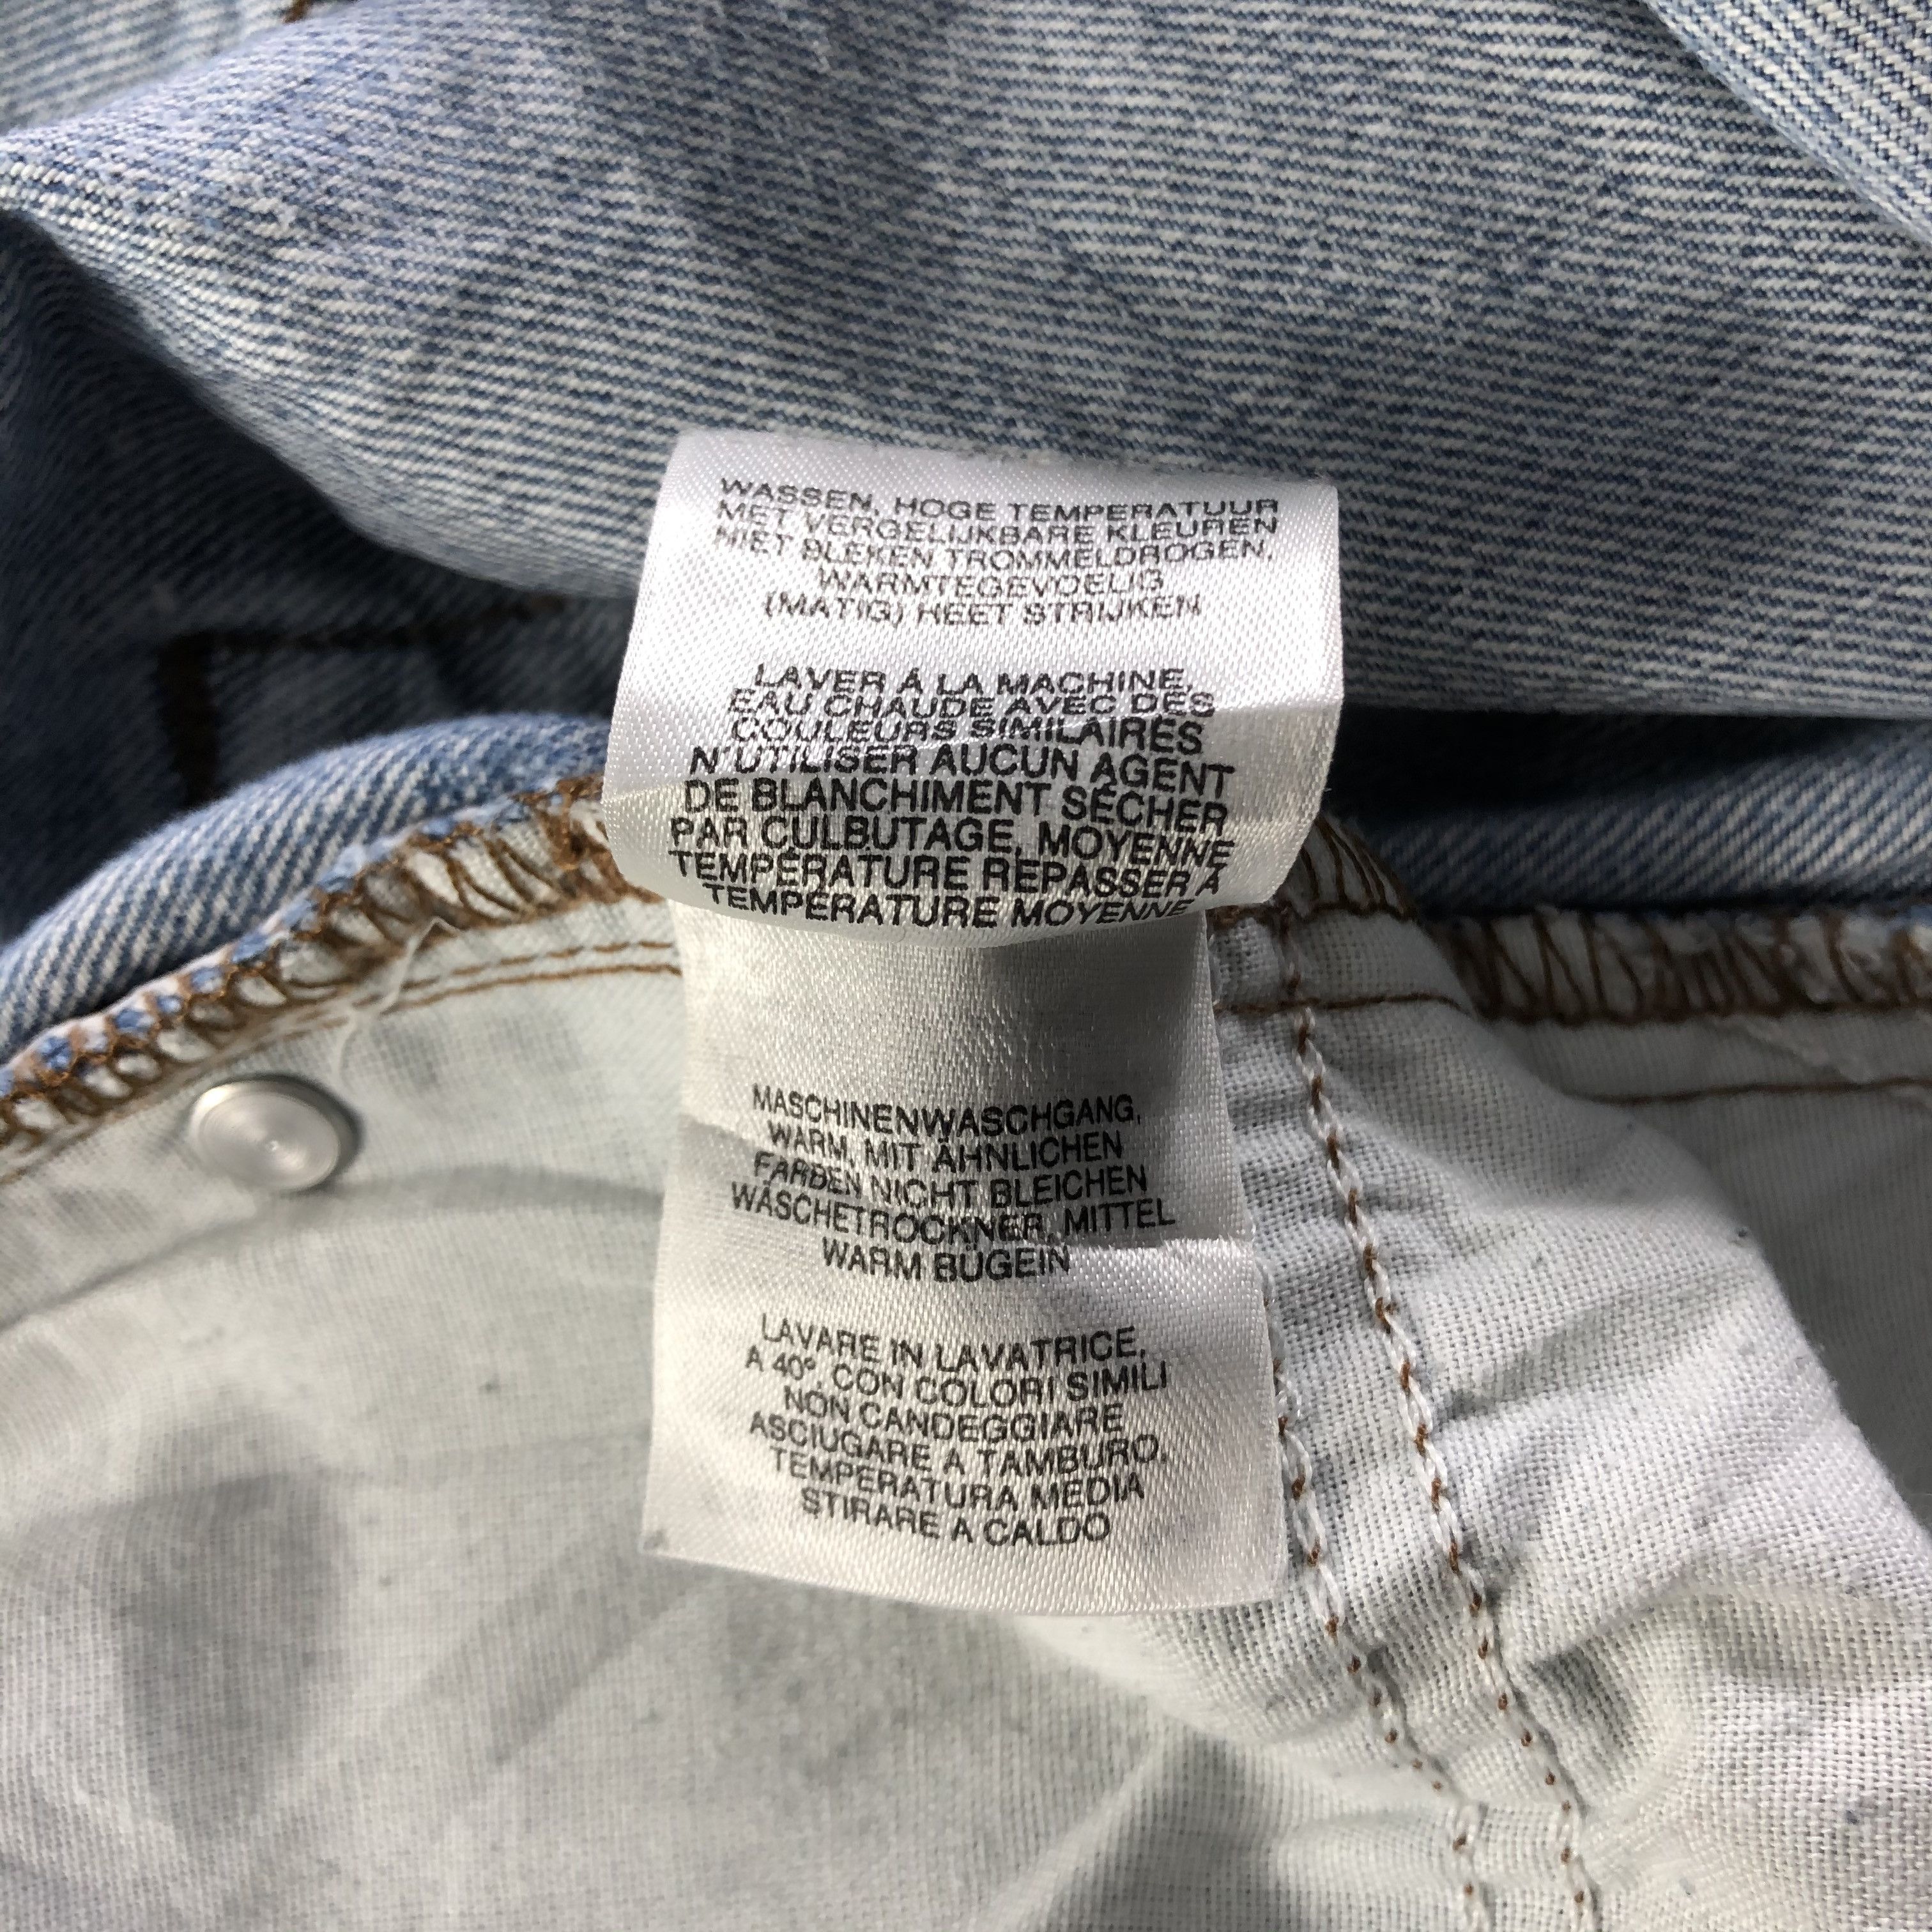 WASSEN, HOGE TEMPERATUUR
MET VERGELIJKBARE KLEUREN
NIET BLEKEN TROMMELDROGEN,
WARMTEGEVOELIG
(MATIG) HEET STRIJKEN
LAVER Á LA MACHINE,
EAU CHAUDE AVEC DES
COULEURS SIMILAIRES
N'UTILISER AUCUN AGENT
DE BLANCHIMENT SÉCHER
PAR CULBUTAGE, MOYENNE
TEMPÉRATURE REPASSER Á
TEMPÉRATURE MOYENNE
MASCHINENWASCHGANG,
WARM, MIT ÄHNLICHEN
FARBEN NICHT BLEICHEN
WÄSCHETROCKNER, MITTEL
WARM BÜGEIN
LAVARE IN LAVATRICE,
A 40°, CON COLORI SIMILI
NON CANDEGGIARE
ASCIUGARE A TAMBURO,
TEMPERATURA MEDIA
STIRARE A CALDO